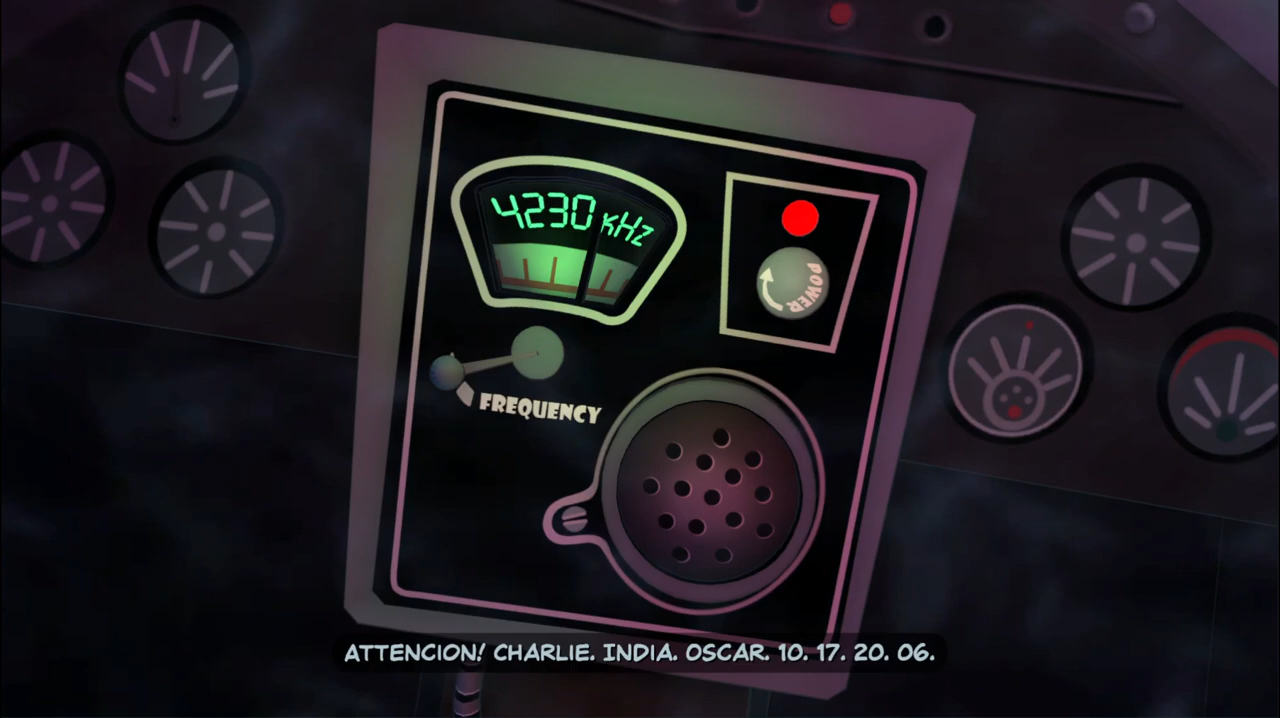 4230 kHz
POWER
FREQUENCY
ATTENCION! CHARLIE. INDIA. OSCAR. 10. 17. 20. 06.